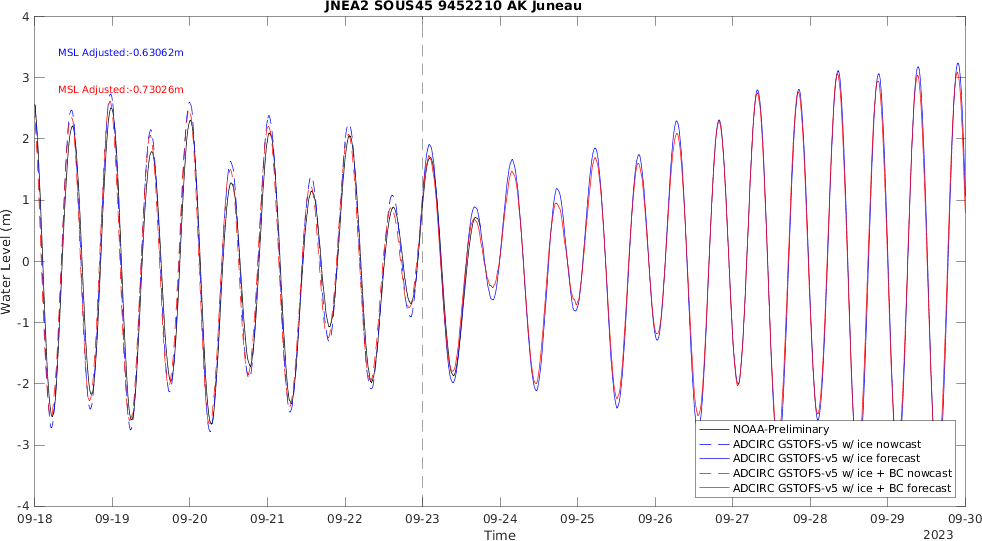 JNEA2 SOUS45 9452210 AK Juneau
MSL Adjusted:-0.63062m
MSL Adjusted:-0.73026m
Water Level (m)
4
3
2
1
0
-1
-2
-3
-4
NOAA-Preliminary
ADCIRC GSTOFS-v5 w/ ice nowcast
ADCIRC GSTOFS-v5 w/ ice forecast
ADCIRC GSTOFS-v5 w/ ice + BC nowcast
ADCIRC GSTOFS-v5 w/ ice + BC forecast
09-18 09-19 09-20 09-21 09-22 09-23 09-24 09-25 09-26 09-27 09-28 09-29 09-30
Time
2023